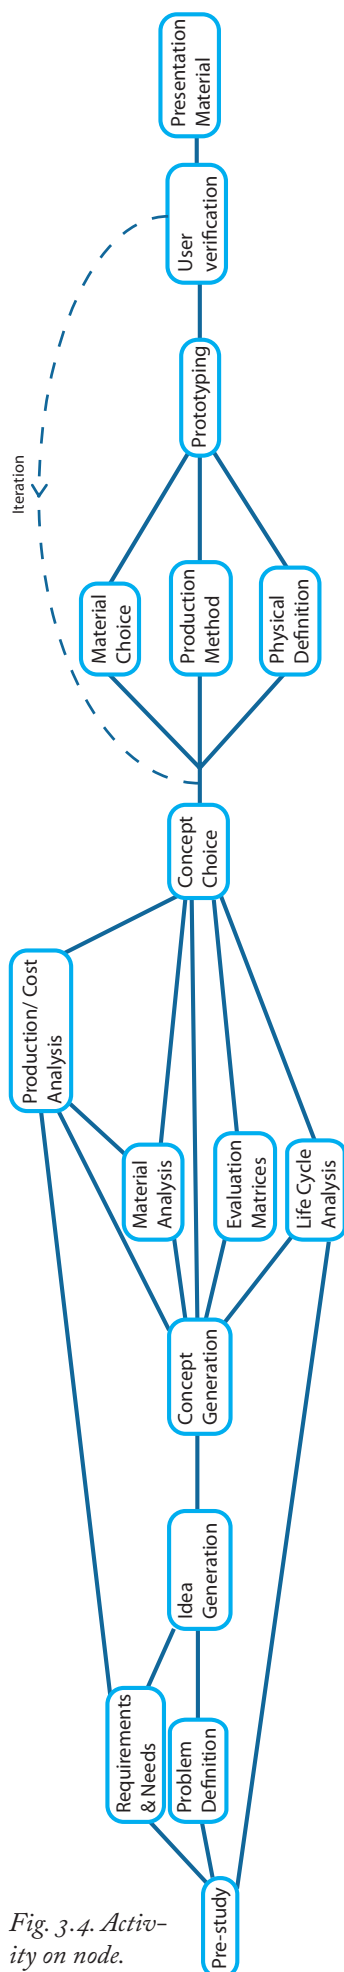 Presentation
Material
User
verification
Iteration
Prototyping
Material
Choice
Production
Method
Physical
Definition
Concept
Choice
Production/ Cost
Analysis
Material
Analysis
Evaluation
Matrices
Life Cycle
Analysis
Concept
Generation
Idea
Generation
Requirements
& Needs
Problem
Definition
Pre-study
Fig. 3.4. Activ-
ity on node.